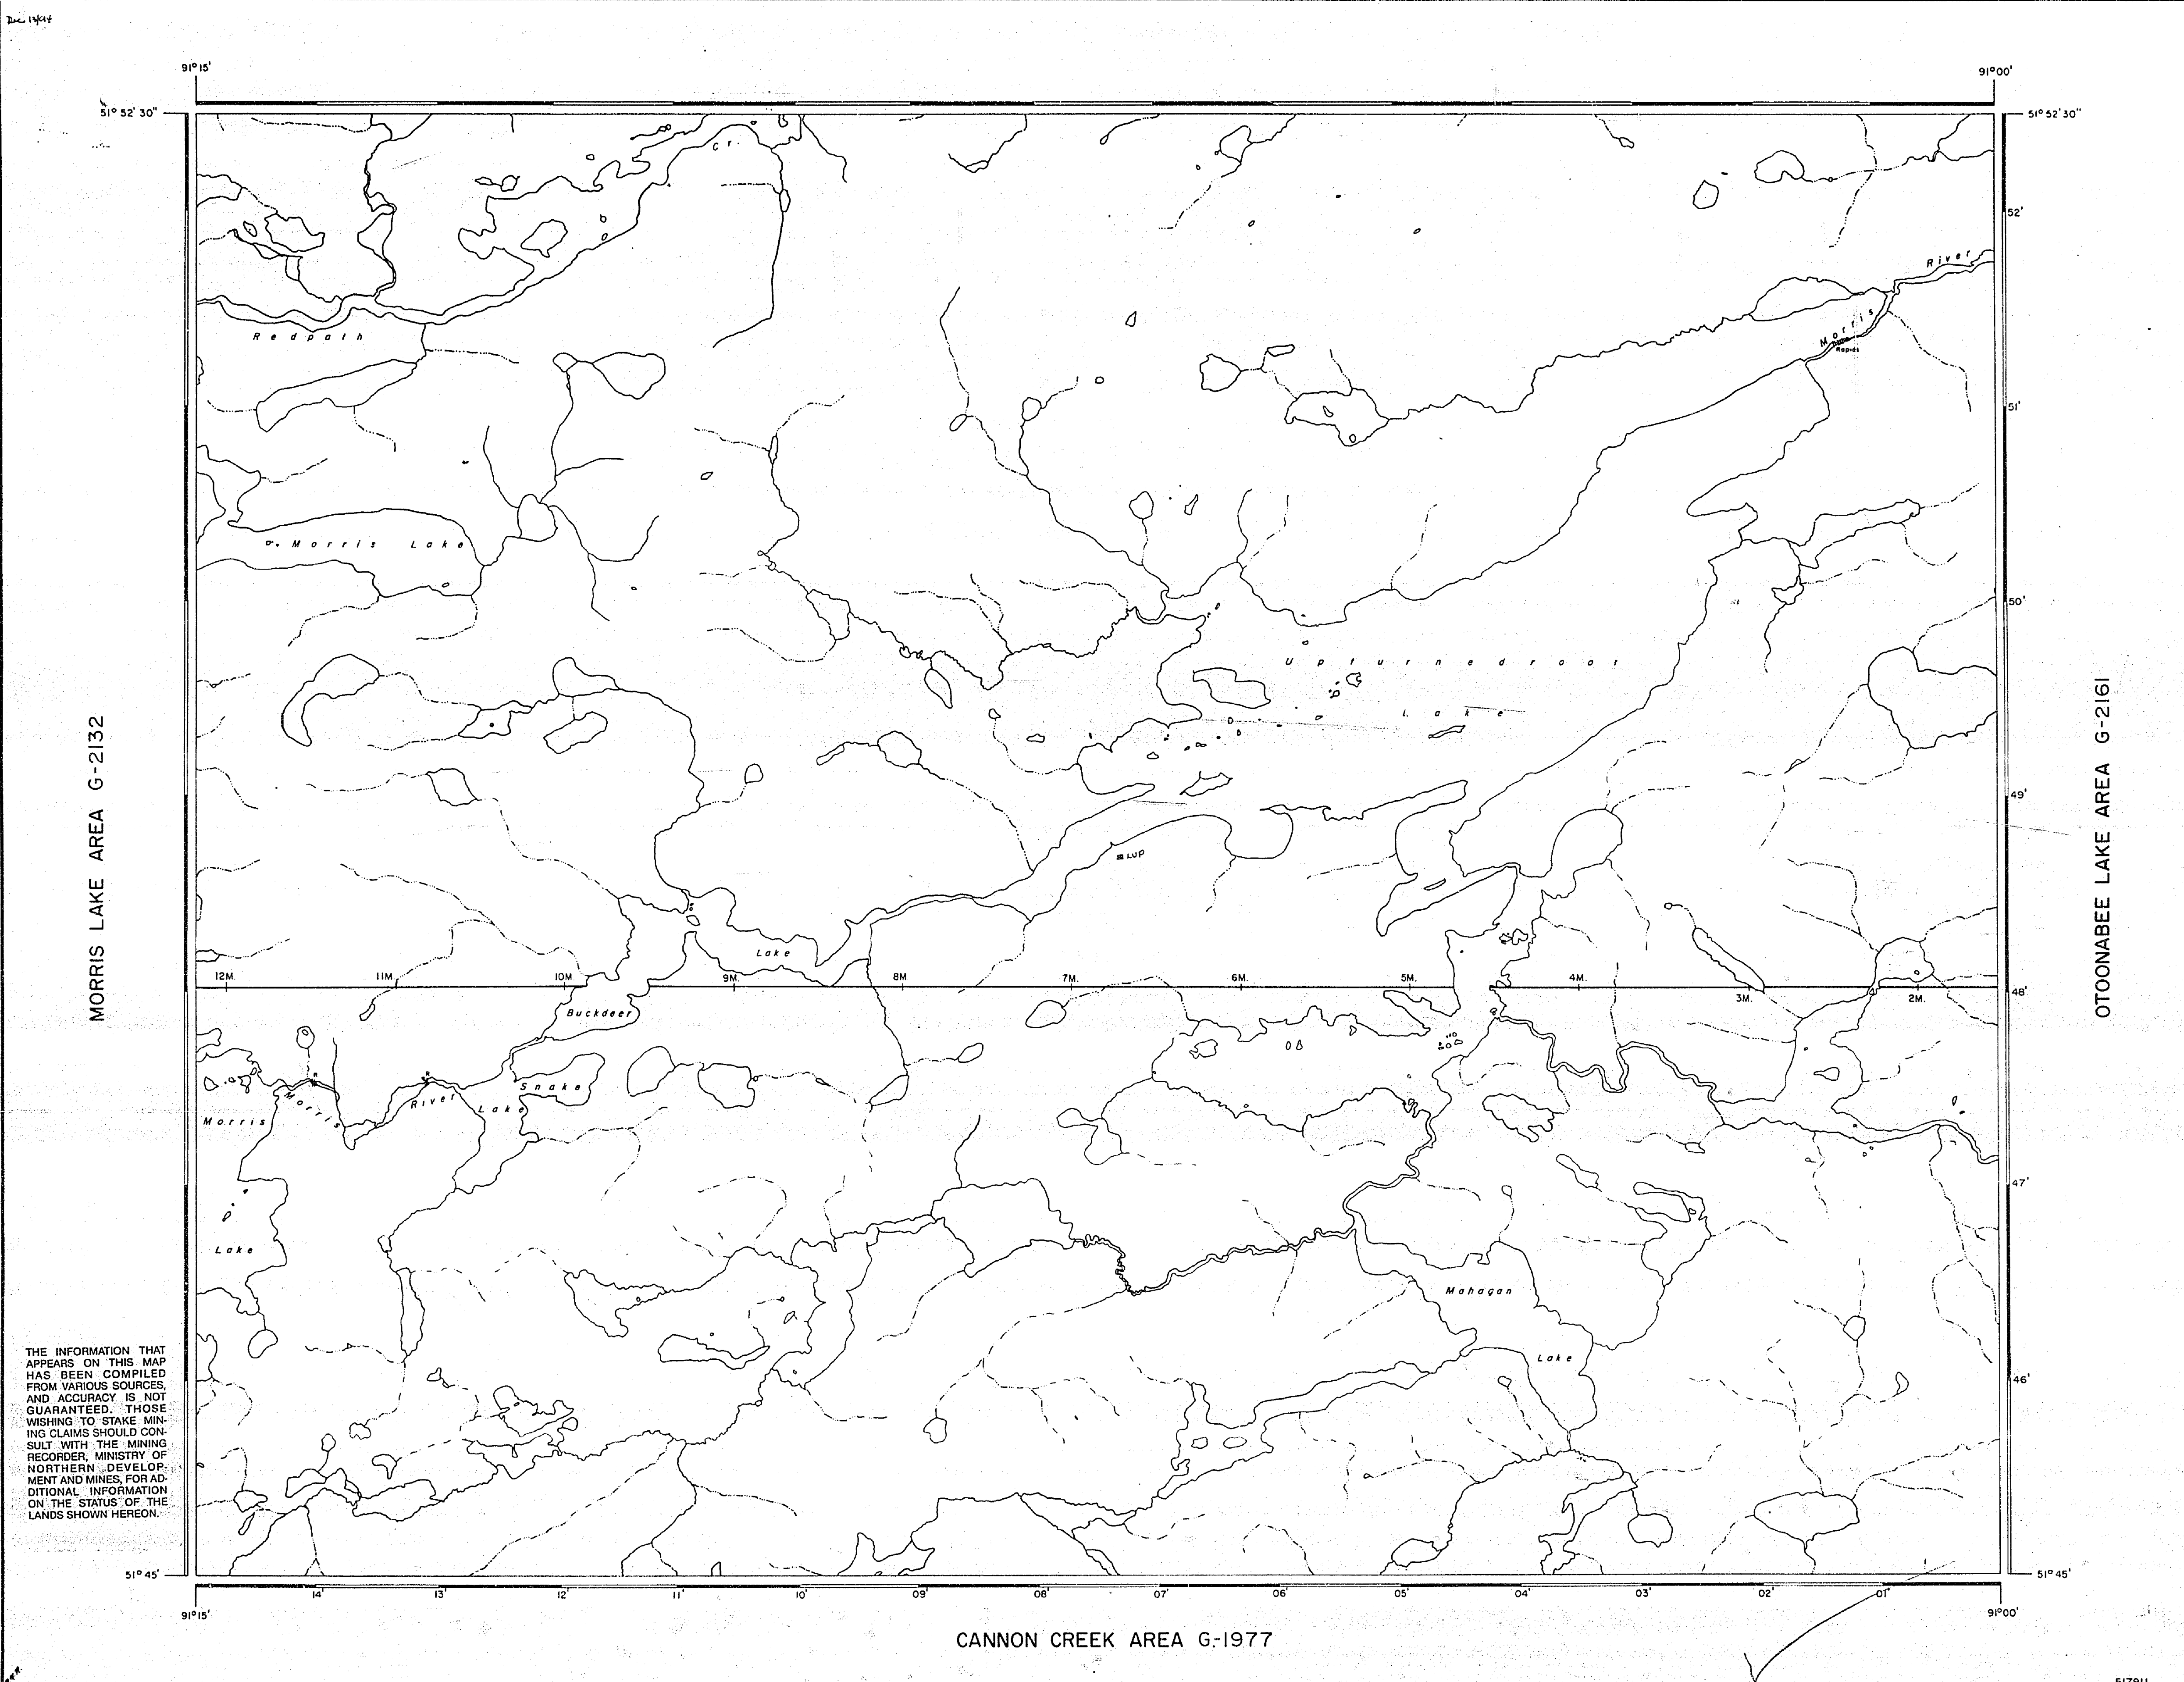 Dec 13/94
91°15'
91°00'
51° 52' 30"
51° 52' 30"
Cr.
52'
River
Redpath
Morris
Rapids
51'
Morris Lake
50'
Upturnedroot
Lake
MORRIS LAKE AREA G-2132
OTOONABEE LAKE AREA G-2161
49'
LUP
Lake
12M. 11M. 10M 9M. 8M. 7M. 6M. 5M. 4M. 3M. 2M.
48'
Buckdeer
Snake
Lake
Morris
River
Morris
47'
Lake
Mahagan
Lake
46'
THE INFORMATION THAT
APPEARS ON THIS MAP
HAS BEEN COMPILED
FROM VARIOUS SOURCES,
AND ACCURACY IS NOT
GUARANTEED. THOSE
WISHING TO STAKE MIN-
ING CLAIMS SHOULD CON-
SULT WITH THE MINING
RECORDER, MINISTRY OF
NORTHERN DEVELOP-
MENT AND MINES, FOR AD-
DITIONAL INFORMATION
ON THE STATUS OF THE
LANDS SHOWN HEREON.
51° 45'
51° 45'
14' 13' 12' 11' 10' 09' 08' 07' 06' 05' 04' 03' 02' 01'
91°15'
91°00'
CANNON CREEK AREA G-1977